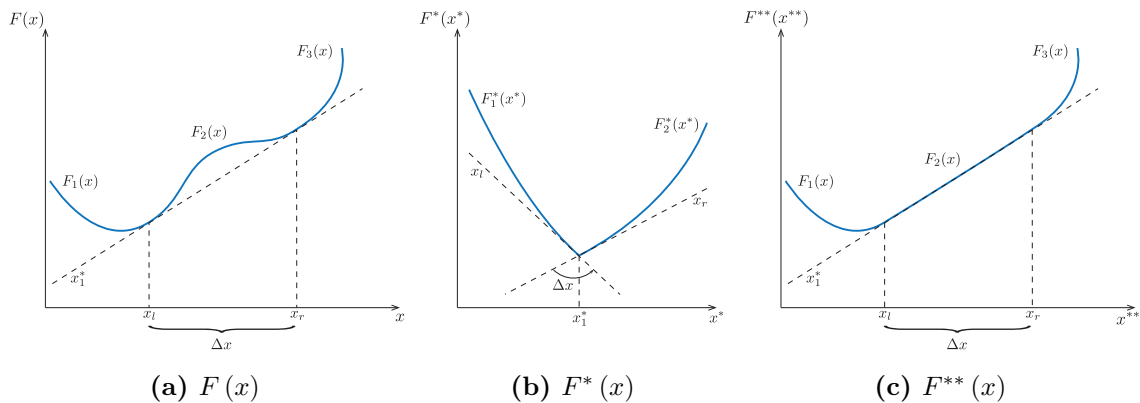 F(x)
F_1(x)
F_2(x)
F_3(x)
x_1^*
x_l
x_r
x
Δx
(a) F (x)
F^*(x^*)
F_1^*(x^*)
F_2^*(x^*)
x_l
x_r
Δx
x_1^*
x^*
(b) F^* (x)
F^{**}(x^{**})
F_1(x)
F_2(x)
F_3(x)
x_1^*
x_l
x_r
x^{**}
Δx
(c) F^{**} (x)